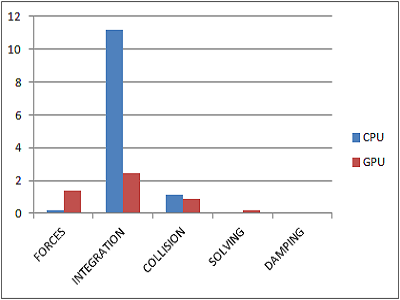 12
10
8
6
4
2
0
FORCES
INTEGRATION
COLLISION
SOLVING
DAMPING
CPU
GPU